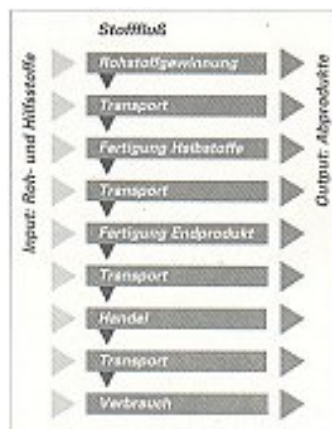 Stofffluß
Input: Roh- und Hilfsstoffe
Rohstoffgewinnung
Transport
Fertigung Halbstoffe
Transport
Fertigung Endprodukt
Transport
Handel
Transport
Verbrauch
Output: Abprodukte